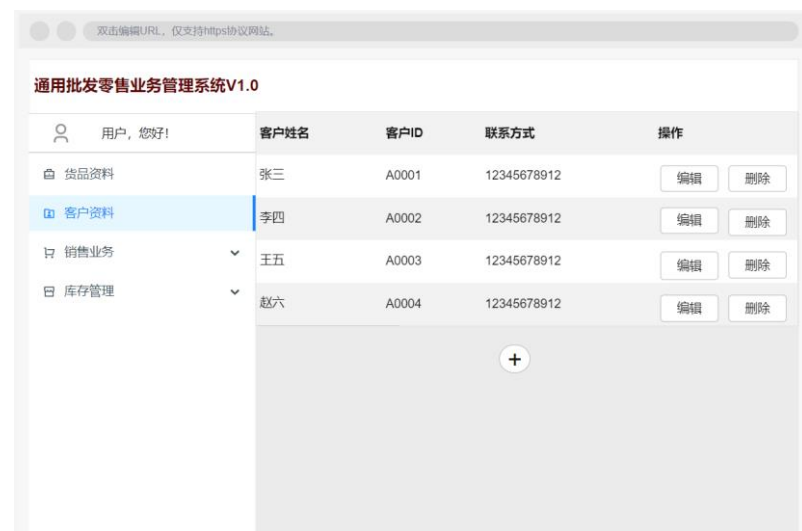 双击编辑URL，仅支持https协议网站。
通用批发零售业务管理系统V1.0
用户，您好！
货品资料
客户资料
销售业务
库存管理
客户姓名 客户ID 联系方式 操作
张三 A0001 12345678912 编辑 删除
李四 A0002 12345678912 编辑 删除
王五 A0003 12345678912 编辑 删除
赵六 A0004 12345678912 编辑 删除
+